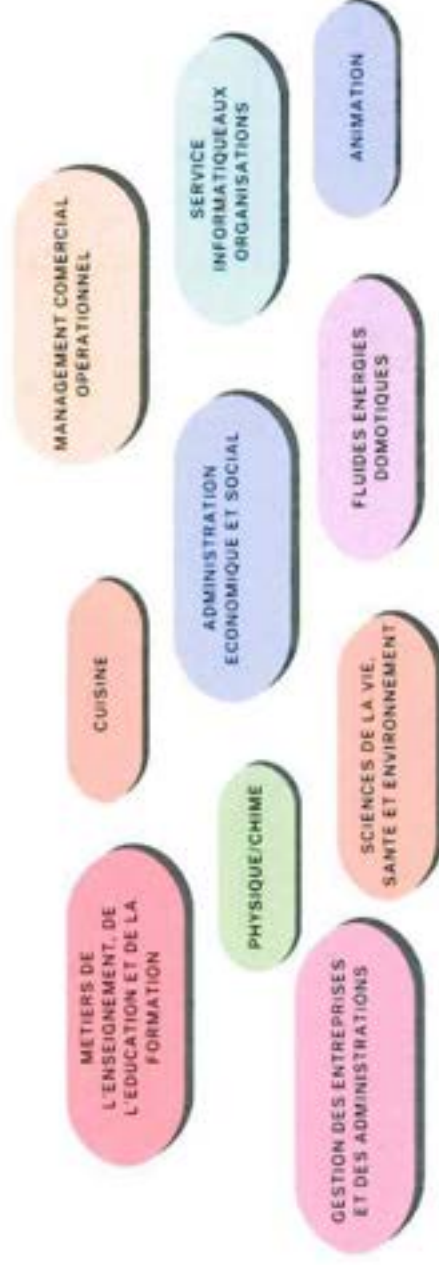 METIERS DE
L'ENSEIGNEMENT, DE
L'EDUCATION ET DE LA
FORMATION
CUISINE
MANAGEMENT COMERCIAL
OPERATIONNEL
PHYSIQUE/CHIME
ADMINISTRATION
ECONOMIQUE ET SOCIAL
SERVICE
INFORMATIQUEAUX
ORGANISATIONS
GESTION DES ENTREPRISES
ET DES ADMINISTRATIONS
SCIENCES DE LA VIE,
SANTE ET ENVIRONNEMENT
FLUIDES ENERGIES
DOMOTIQUES
ANIMATION